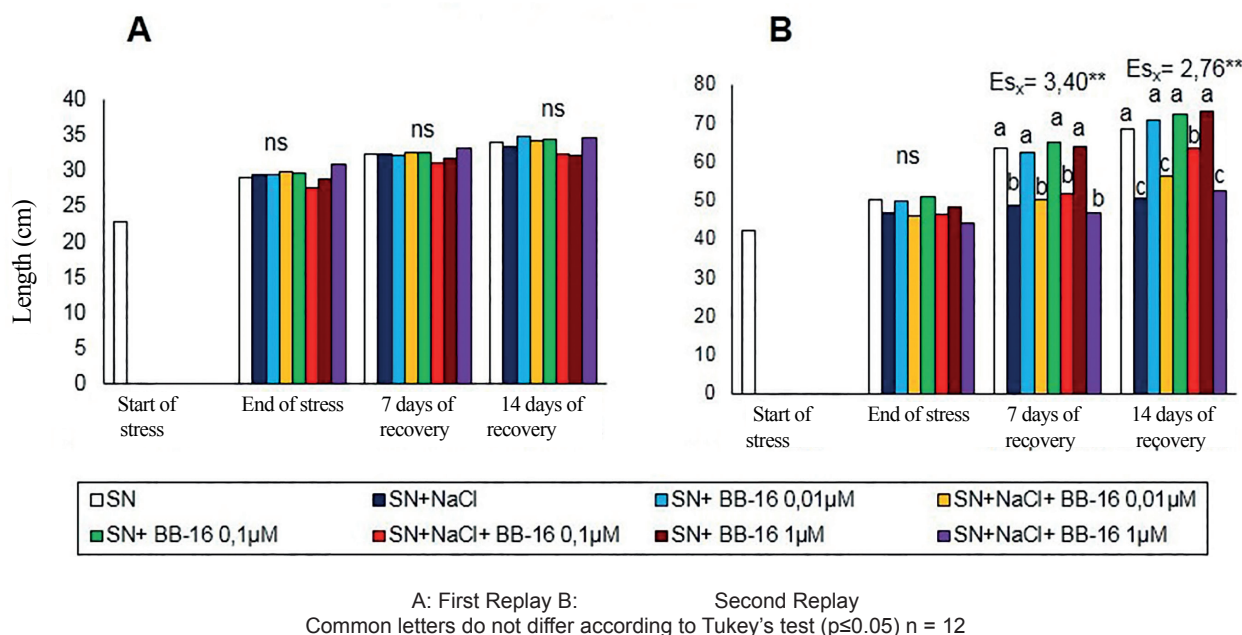 A
Length (cm)
40
35
30
25
20
15
10
5
0
ns
ns
ns
Start of
stress
End of stress
7 days of
recovery
14 days of
recovery
B
80
70
60
50
40
30
20
10
0
ns
Esx= 3,40**
a
a
a
a
b
b
b
b
Esx= 2,76**
a
a
a
a
c
c
b
c
Start of
stress
End of stress
7 days of
recovery
14 days of
recovery
SN
SN+NaCl
SN+ BB-16 0,01µM
SN+NaCl+ BB-16 0,01µM
SN+ BB-16 0,1µM
SN+NaCl+ BB-16 0,1µM
SN+ BB-16 1µM
SN+NaCl+ BB-16 1µM
A: First Replay B: Second Replay
Common letters do not differ according to Tukey's test (p≤0.05) n = 12